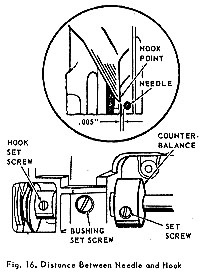 HOOK
POINT
NEEDLE
.005"
HOOK
SET
SCREW
COUNTER-
BALANCE
BUSHING
SET SCREW
SET
SCREW
Fig. 16. Distance Between Needle and Hook